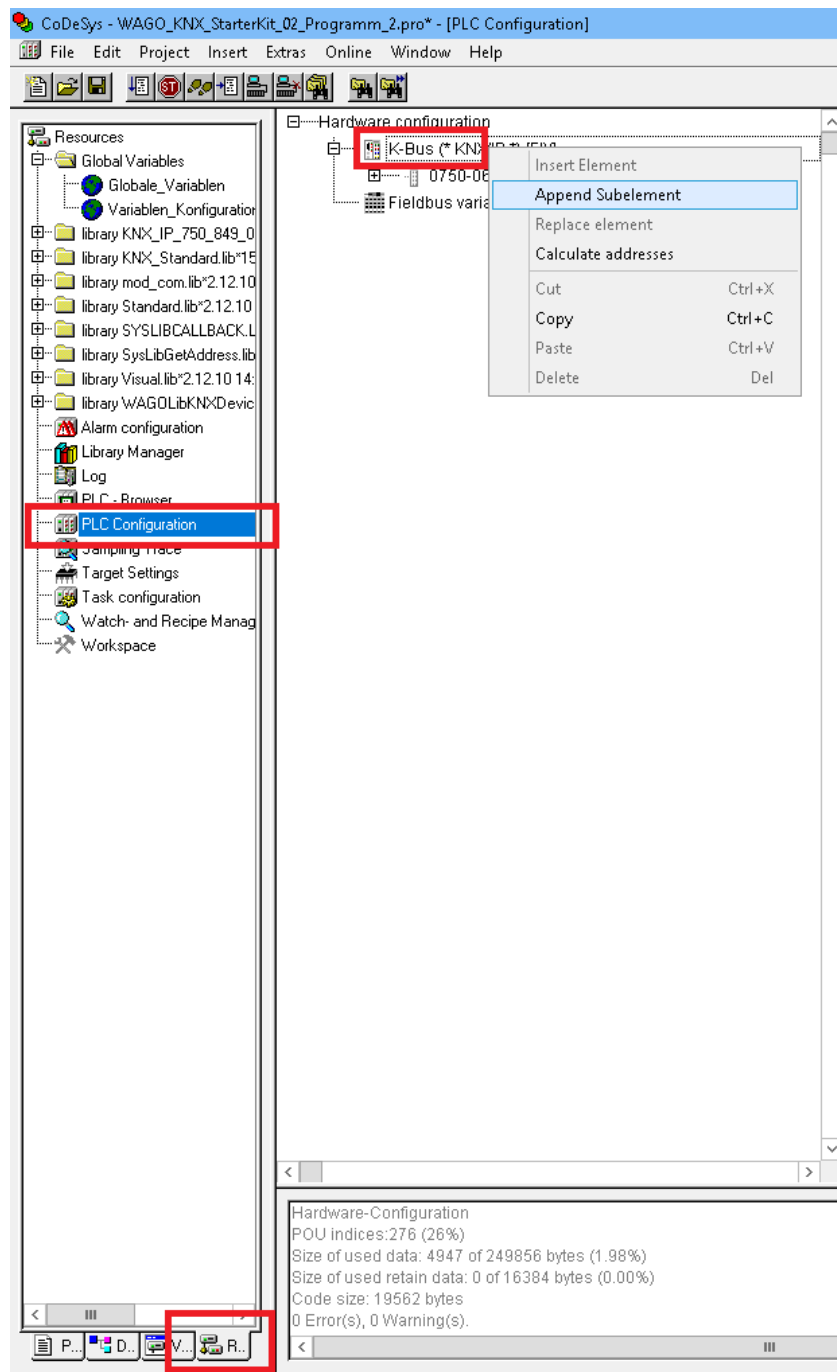 CoDeSys - WAGO_KNX_StarterKit_02_Programm_2.pro* - [PLC Configuration]
File Edit Project Insert Extras Online Window Help
Resources
Global Variables
Globale_Variablen
Variablen_Konfiguration
library KNX_IP_750_849_0
library KNX_Standard.lib*15
library mod_com.lib*2.12.10
library Standard.lib*2.12.10
library SYSLIBCALLBACK.L
library SysLibGetAddress.lib
library Visual.lib*2.12.10 14:
library WAGOLibKNXDevic
Alarm configuration
Library Manager
Log
PLC - Browser
PLC Configuration
Sampling Trace
Target Settings
Task configuration
Watch- and Recipe Manag
Workspace
P... D.. V... R..
Hardware configuration
K-Bus (* KNX
0750-06
Fieldbus varia
Insert Element
Append Subelement
Replace element
Calculate addresses
Cut Ctrl+X
Copy Ctrl+C
Paste Ctrl+V
Delete Del
Hardware-Configuration
POU indices:276 (26%)
Size of used data: 4947 of 249856 bytes (1.98%)
Size of used retain data: 0 of 16384 bytes (0.00%)
Code size: 19562 bytes
0 Error(s), 0 Warning(s).